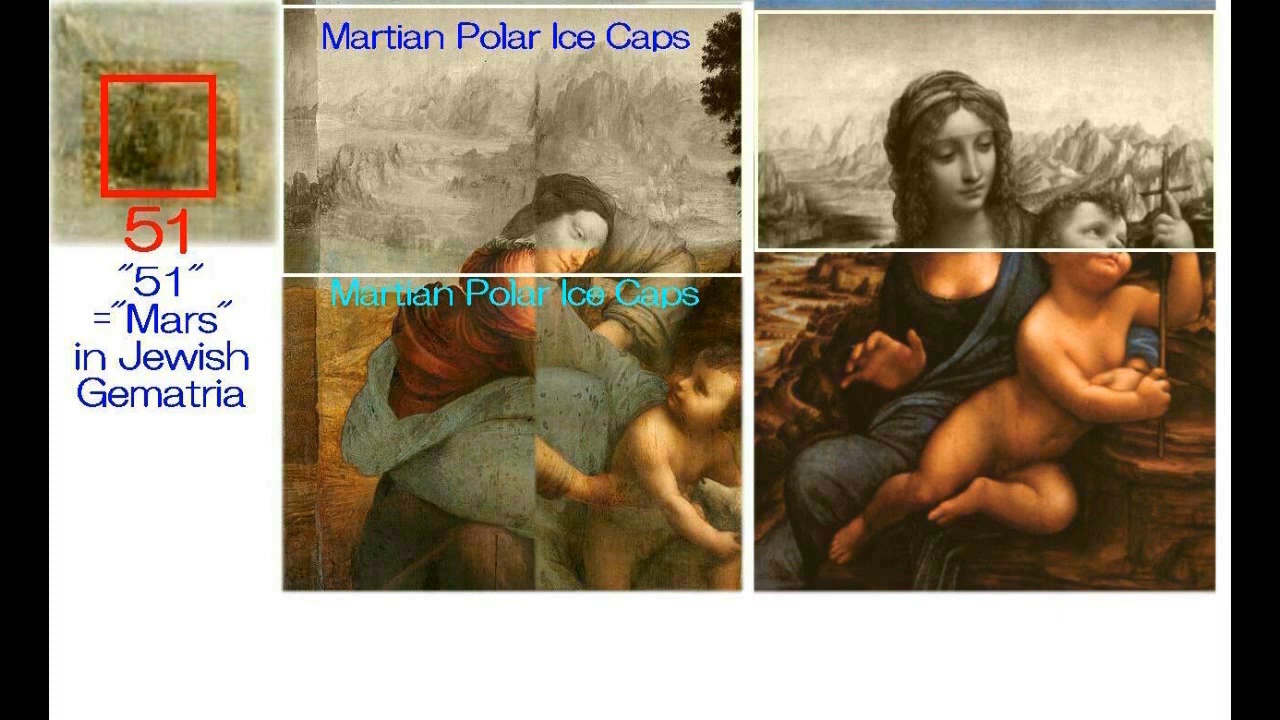 Martian Polar Ice Caps
51
"51"
="Mars"
in Jewish
Gematria
Martian Polar Ice Caps